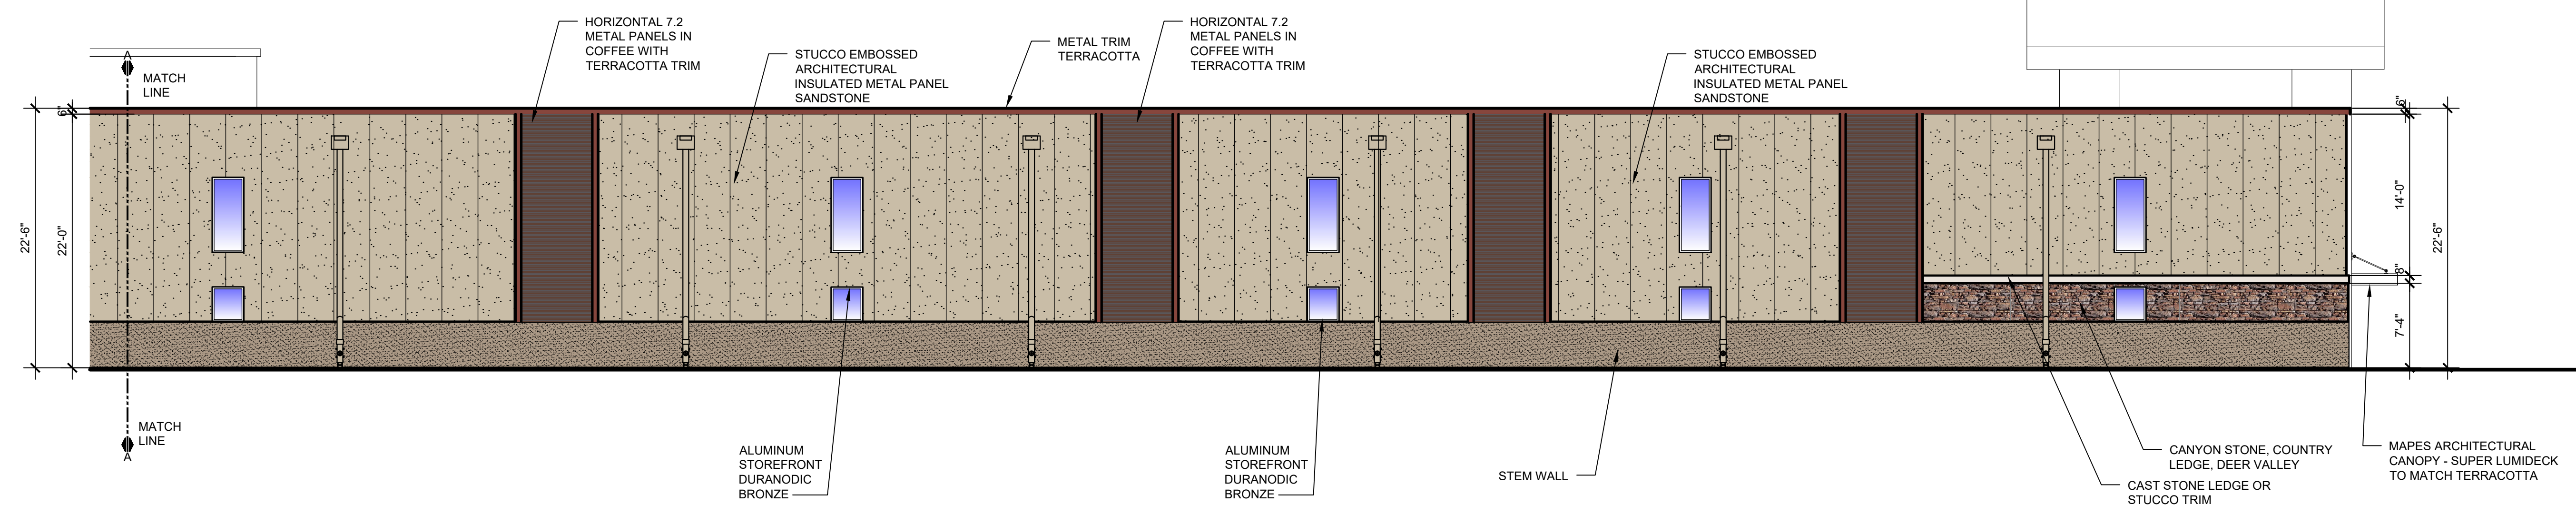 HORIZONTAL 7.2
METAL PANELS IN
COFFEE WITH
TERRACOTTA TRIM
STUCCO EMBOSSED
ARCHITECTURAL
INSULATED METAL PANEL
SANDSTONE
METAL TRIM
TERRACOTTA
HORIZONTAL 7.2
METAL PANELS IN
COFFEE WITH
TERRACOTTA TRIM
STUCCO EMBOSSED
ARCHITECTURAL
INSULATED METAL PANEL
SANDSTONE
A
MATCH
LINE
6"
22'-6"
22'-0"
6"
14'-0"
8"
7'-4"
22'-6"
MATCH
LINE
A
ALUMINUM
STOREFRONT
DURANODIC
BRONZE
ALUMINUM
STOREFRONT
DURANODIC
BRONZE
STEM WALL
CANYON STONE, COUNTRY
LEDGE, DEER VALLEY
CAST STONE LEDGE OR
STUCCO TRIM
MAPES ARCHITECTURAL
CANOPY - SUPER LUMIDECK
TO MATCH TERRACOTTA